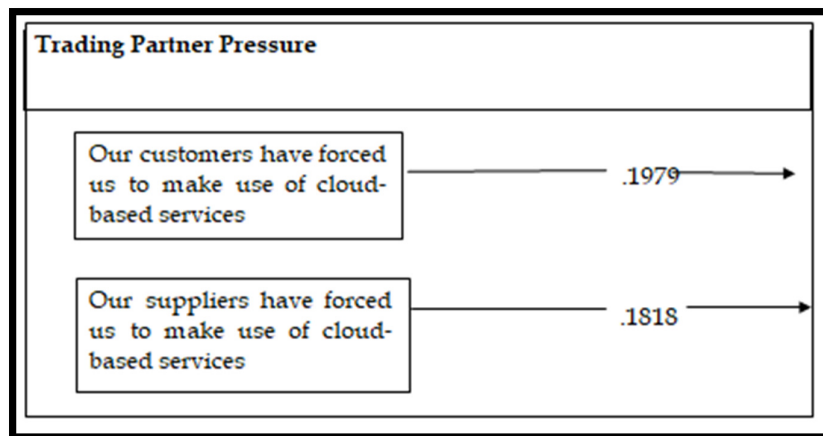 Trading Partner Pressure
Our customers have forced
us to make use of cloud-
based services
.1979
Our suppliers have forced
us to make use of cloud-
based services
.1818